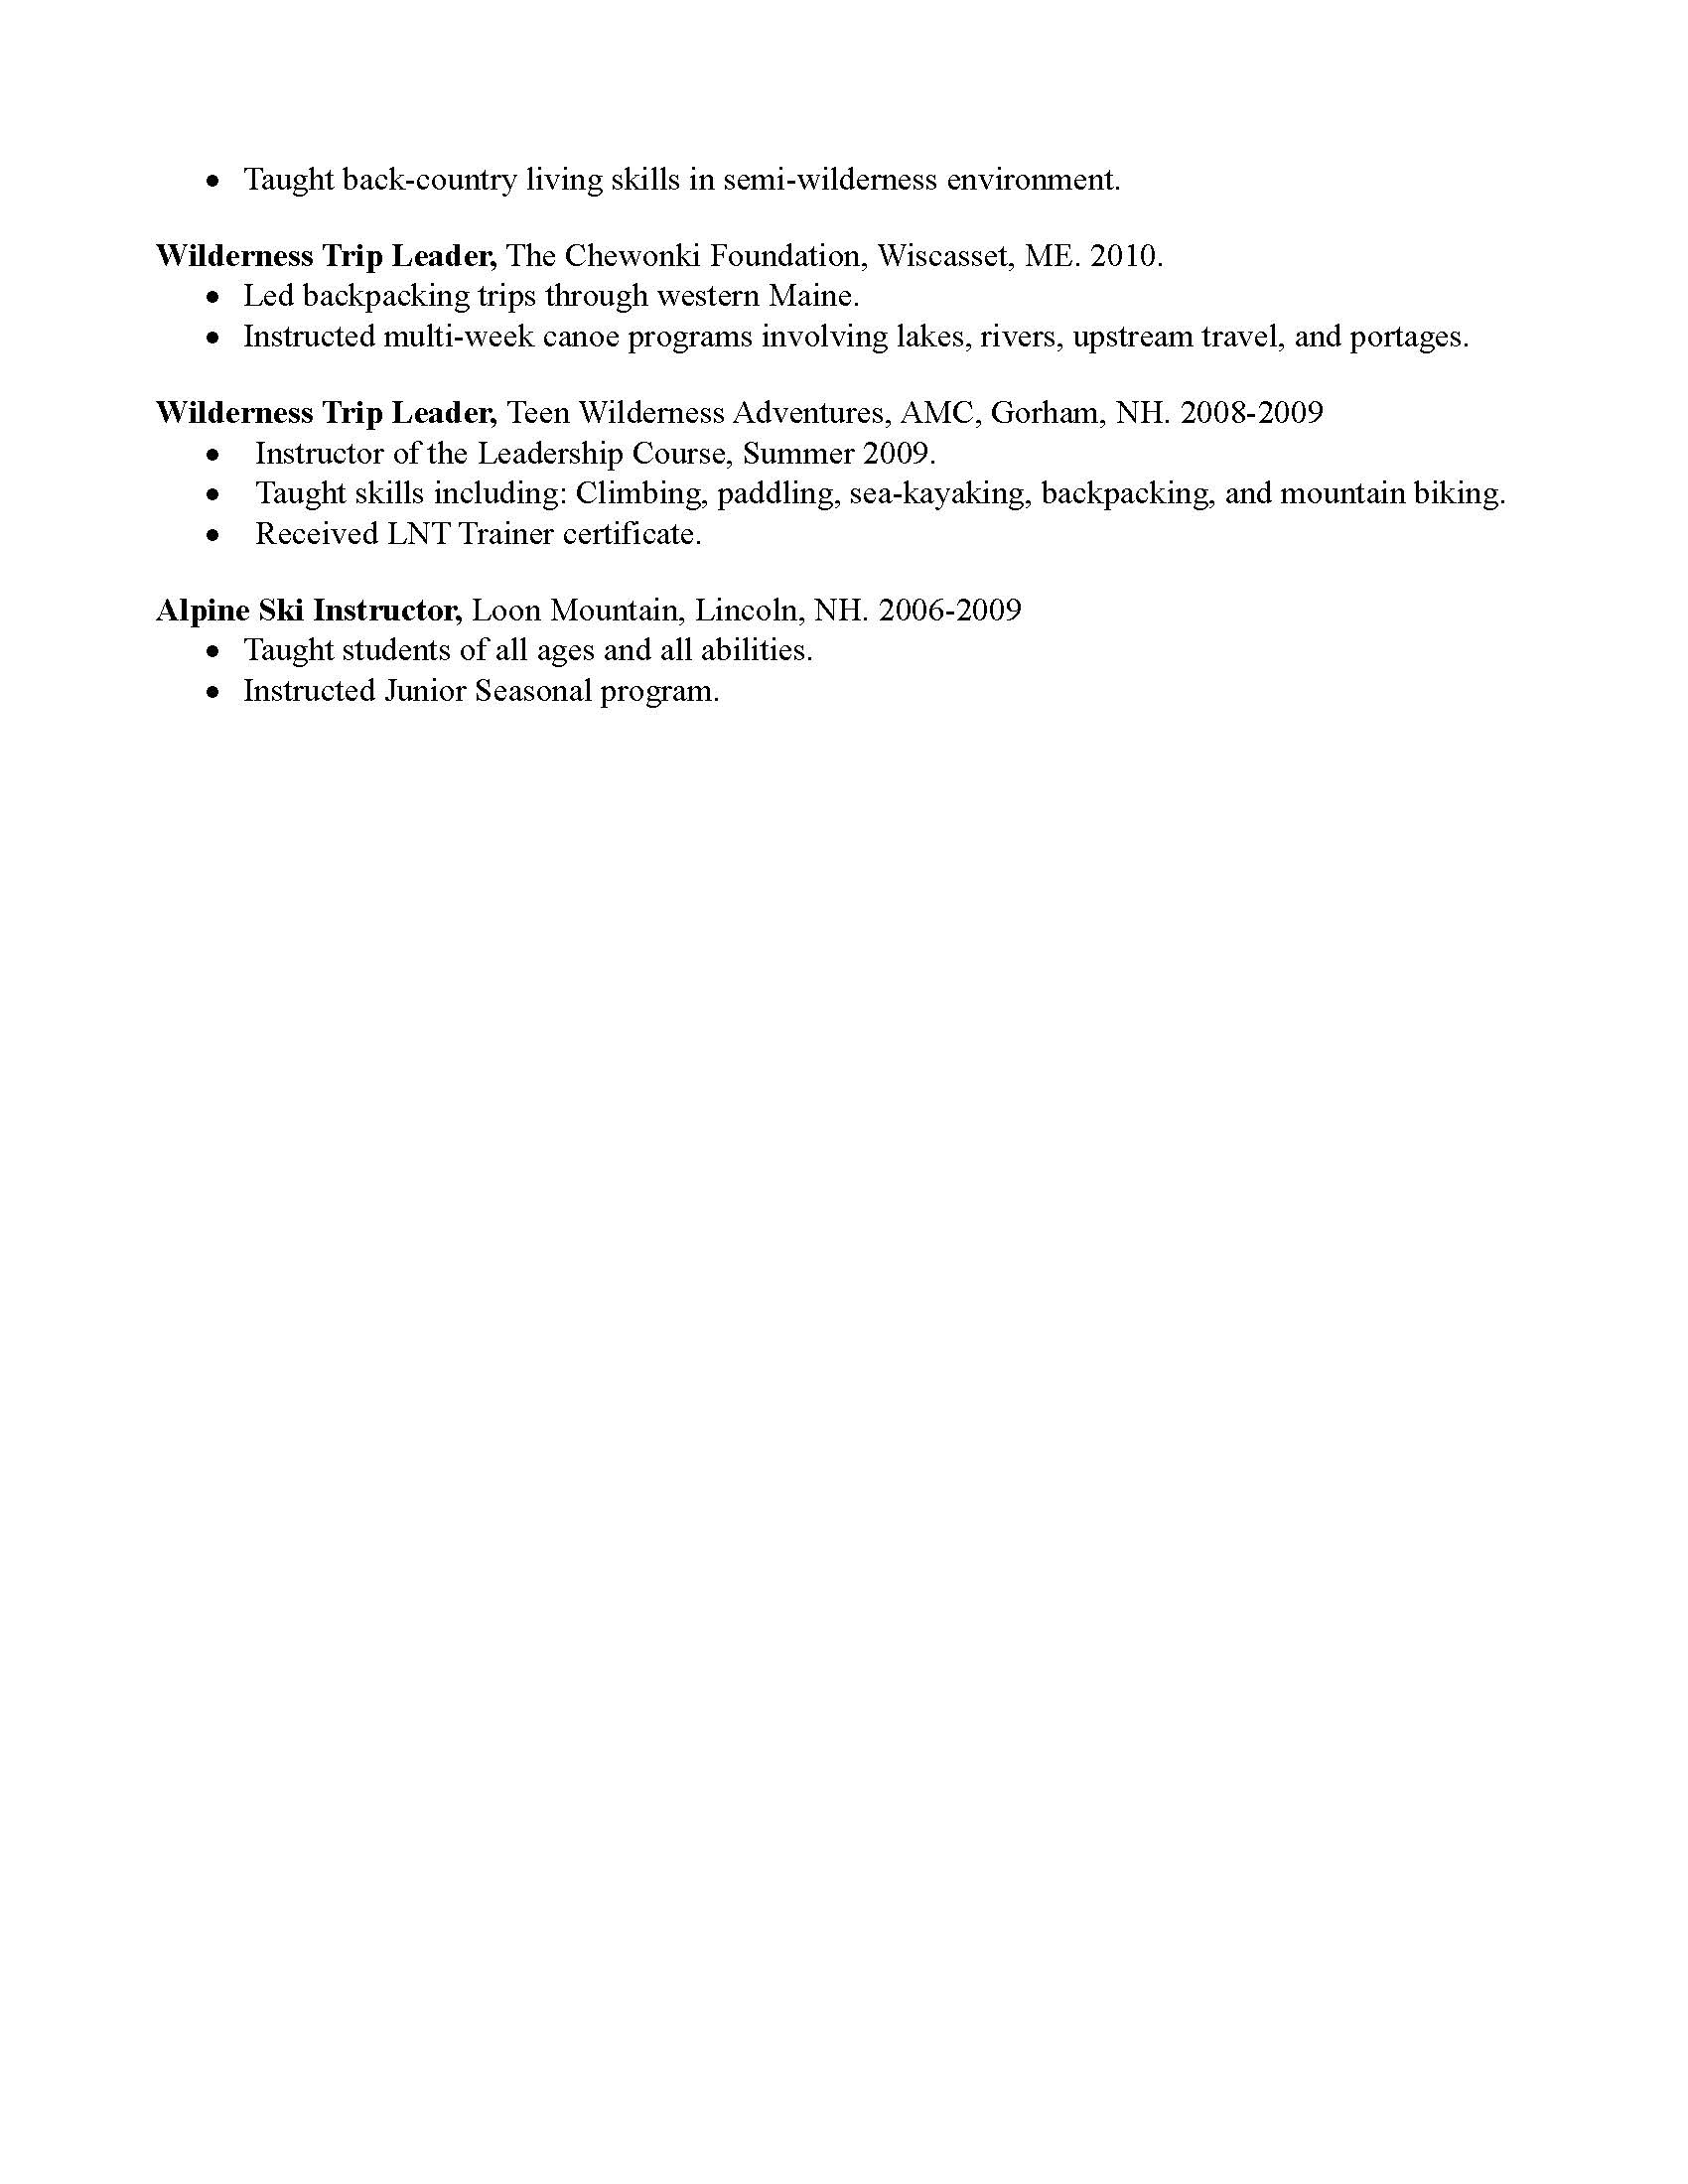 • Taught back-country living skills in semi-wilderness environment.
Wilderness Trip Leader, The Chewonki Foundation, Wiscasset, ME. 2010.
• Led backpacking trips through western Maine.
• Instructed multi-week canoe programs involving lakes, rivers, upstream travel, and portages.
Wilderness Trip Leader, Teen Wilderness Adventures, AMC, Gorham, NH. 2008-2009
• Instructor of the Leadership Course, Summer 2009.
• Taught skills including: Climbing, paddling, sea-kayaking, backpacking, and mountain biking.
• Received LNT Trainer certificate.
Alpine Ski Instructor, Loon Mountain, Lincoln, NH. 2006-2009
• Taught students of all ages and all abilities.
• Instructed Junior Seasonal program.